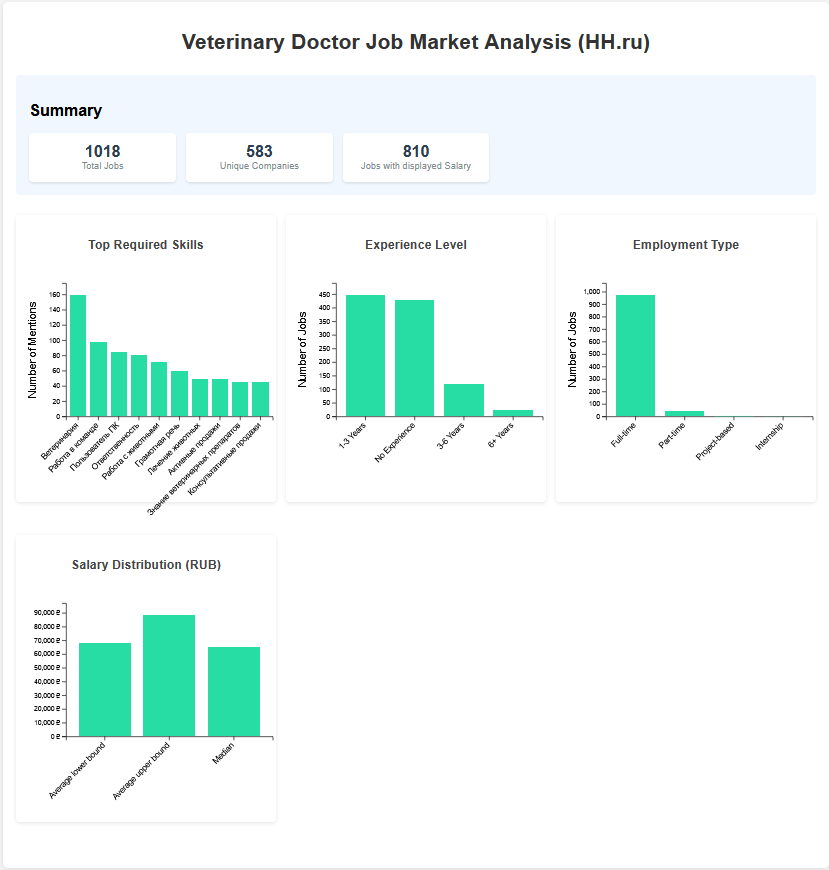 Veterinary Doctor Job Market Analysis (HH.ru)
Summary
1018
Total Jobs
583
Unique Companies
810
Jobs with displayed Salary
Top Required Skills
Number of Mentions
160
140
120
100
80
60
40
20
0
Ветеринария
Работа в команде
Пользователь ПК
Ответственность
Работа с животными
Грамотная речь
Лечение животных
Активные продажи
Знание ветеринарных препаратов
Консультативные продажи
Experience Level
Number of Jobs
450
400
350
300
250
200
150
100
50
0
1-3 Years
No Experience
3-6 Years
6+ Years
Employment Type
Number of Jobs
1,000
900
800
700
600
500
400
300
200
100
0
Full-time
Part-time
Project-based
Internship
Salary Distribution (RUB)
90,000 ₽
80,000 ₽
70,000 ₽
60,000 ₽
50,000 ₽
40,000 ₽
30,000 ₽
20,000 ₽
10,000 ₽
0 ₽
Average lower bound
Average upper bound
Median